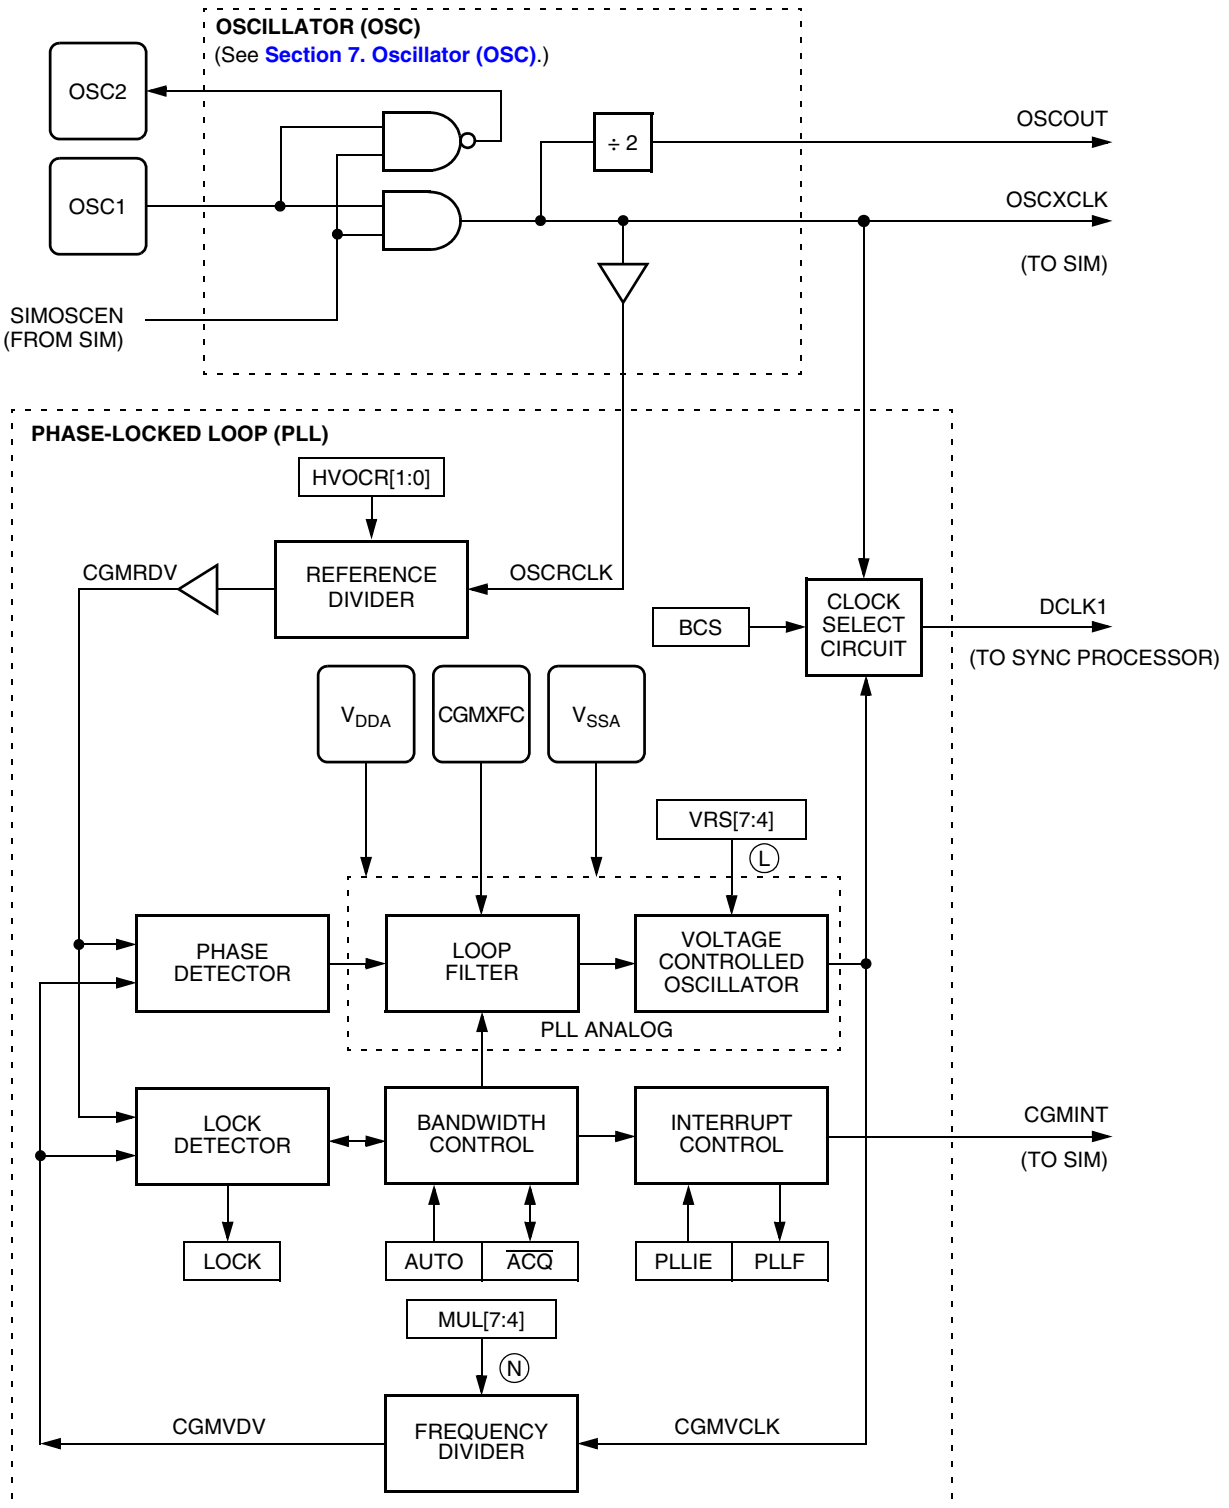 OSCILLATOR (OSC)
(See Section 7. Oscillator (OSC).)
OSC2
OSCOUT
÷ 2
OSC1
OSCXCLK
(TO SIM)
SIMOSCEN
(FROM SIM)
PHASE-LOCKED LOOP (PLL)
HVOCR[1:0]
CGMRDV
REFERENCE
DIVIDER
OSCRCLK
CLOCK
SELECT
CIRCUIT
BCS
DCLK1
(TO SYNC PROCESSOR)
VDDA
CGMXFC
VSSA
VRS[7:4]
L
PHASE
DETECTOR
LOOP
FILTER
VOLTAGE
CONTROLLED
OSCILLATOR
PLL ANALOG
LOCK
DETECTOR
BANDWIDTH
CONTROL
INTERRUPT
CONTROL
CGMINT
(TO SIM)
LOCK
AUTO
A̅C̅Q̅
PLLIE
PLLF
MUL[7:4]
N
CGMVDV
FREQUENCY
DIVIDER
CGMVCLK